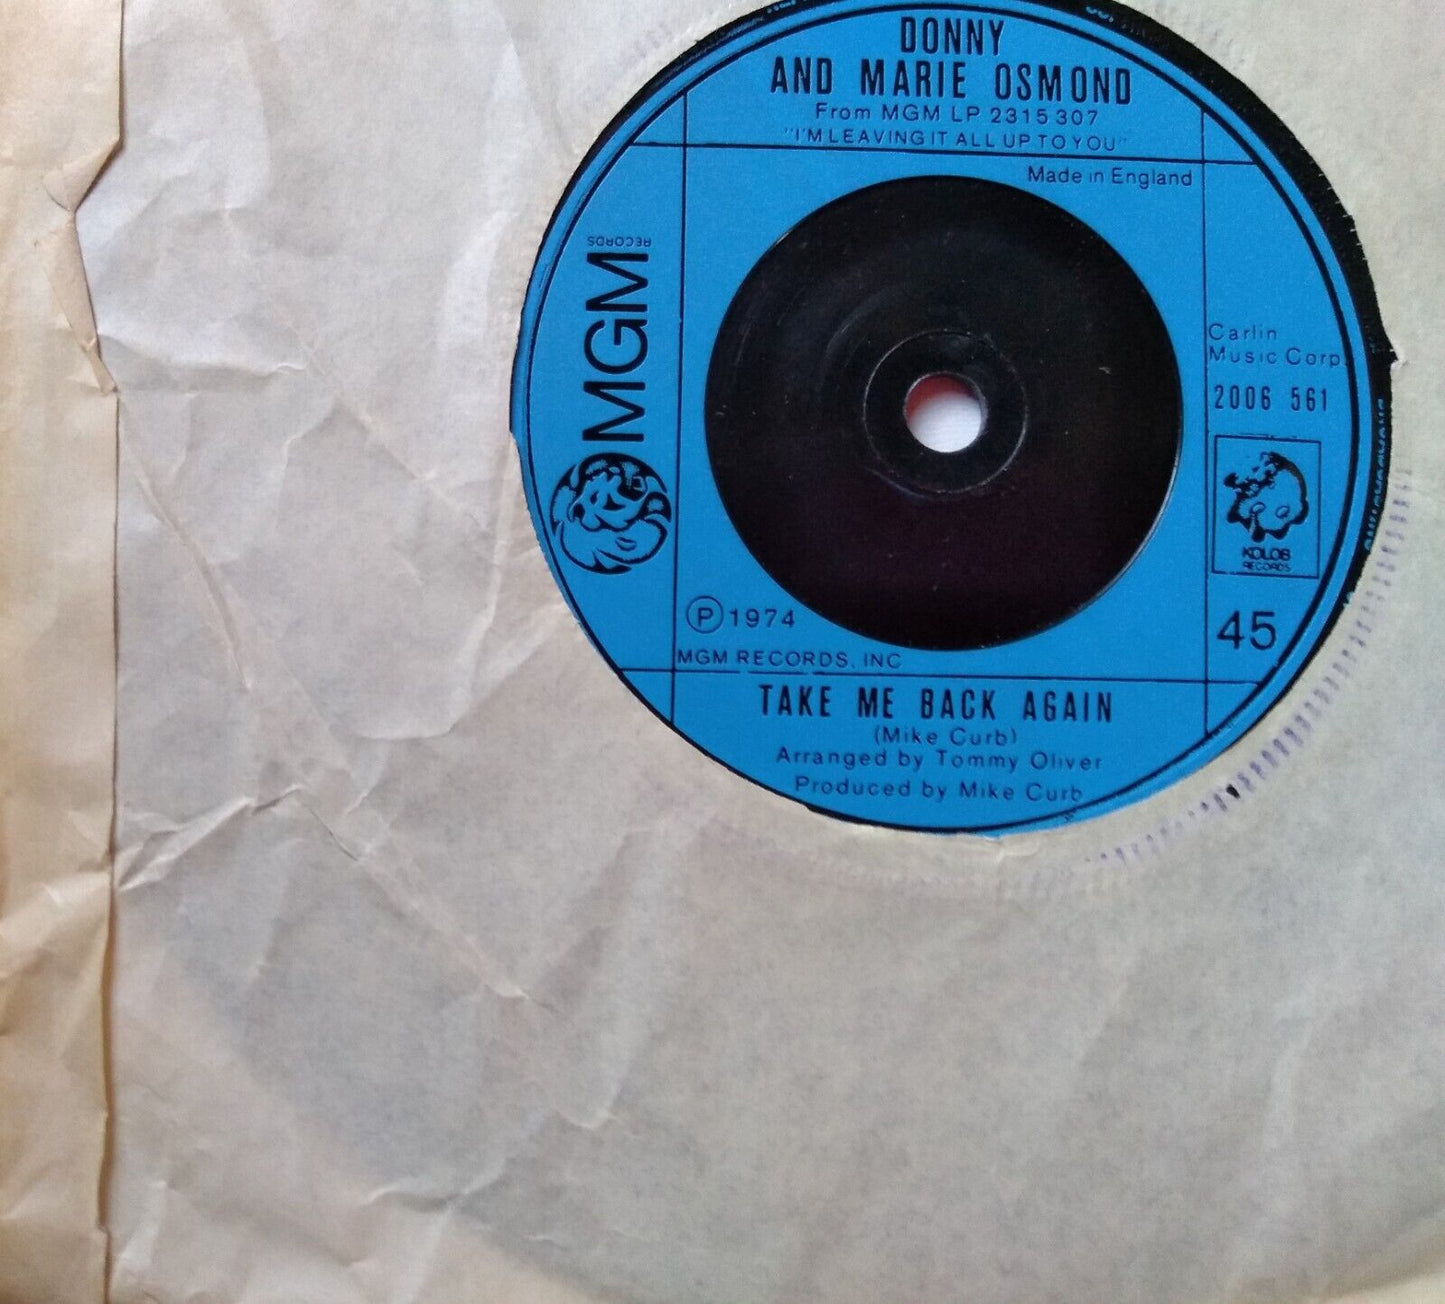 DONNY
AND MARIE OSMOND
From MGM LP 2315 307
"I'M LEAVING IT ALL UP TO YOU"
Made in England
MGM
RECORDS
Carlin
Music Corp.
2006 561
KOLOB
RECORDS
45
Ⓟ 1974
MGM RECORDS, INC
TAKE ME BACK AGAIN
(Mike Curb)
Arranged by Tommy Oliver
Produced by Mike Curb